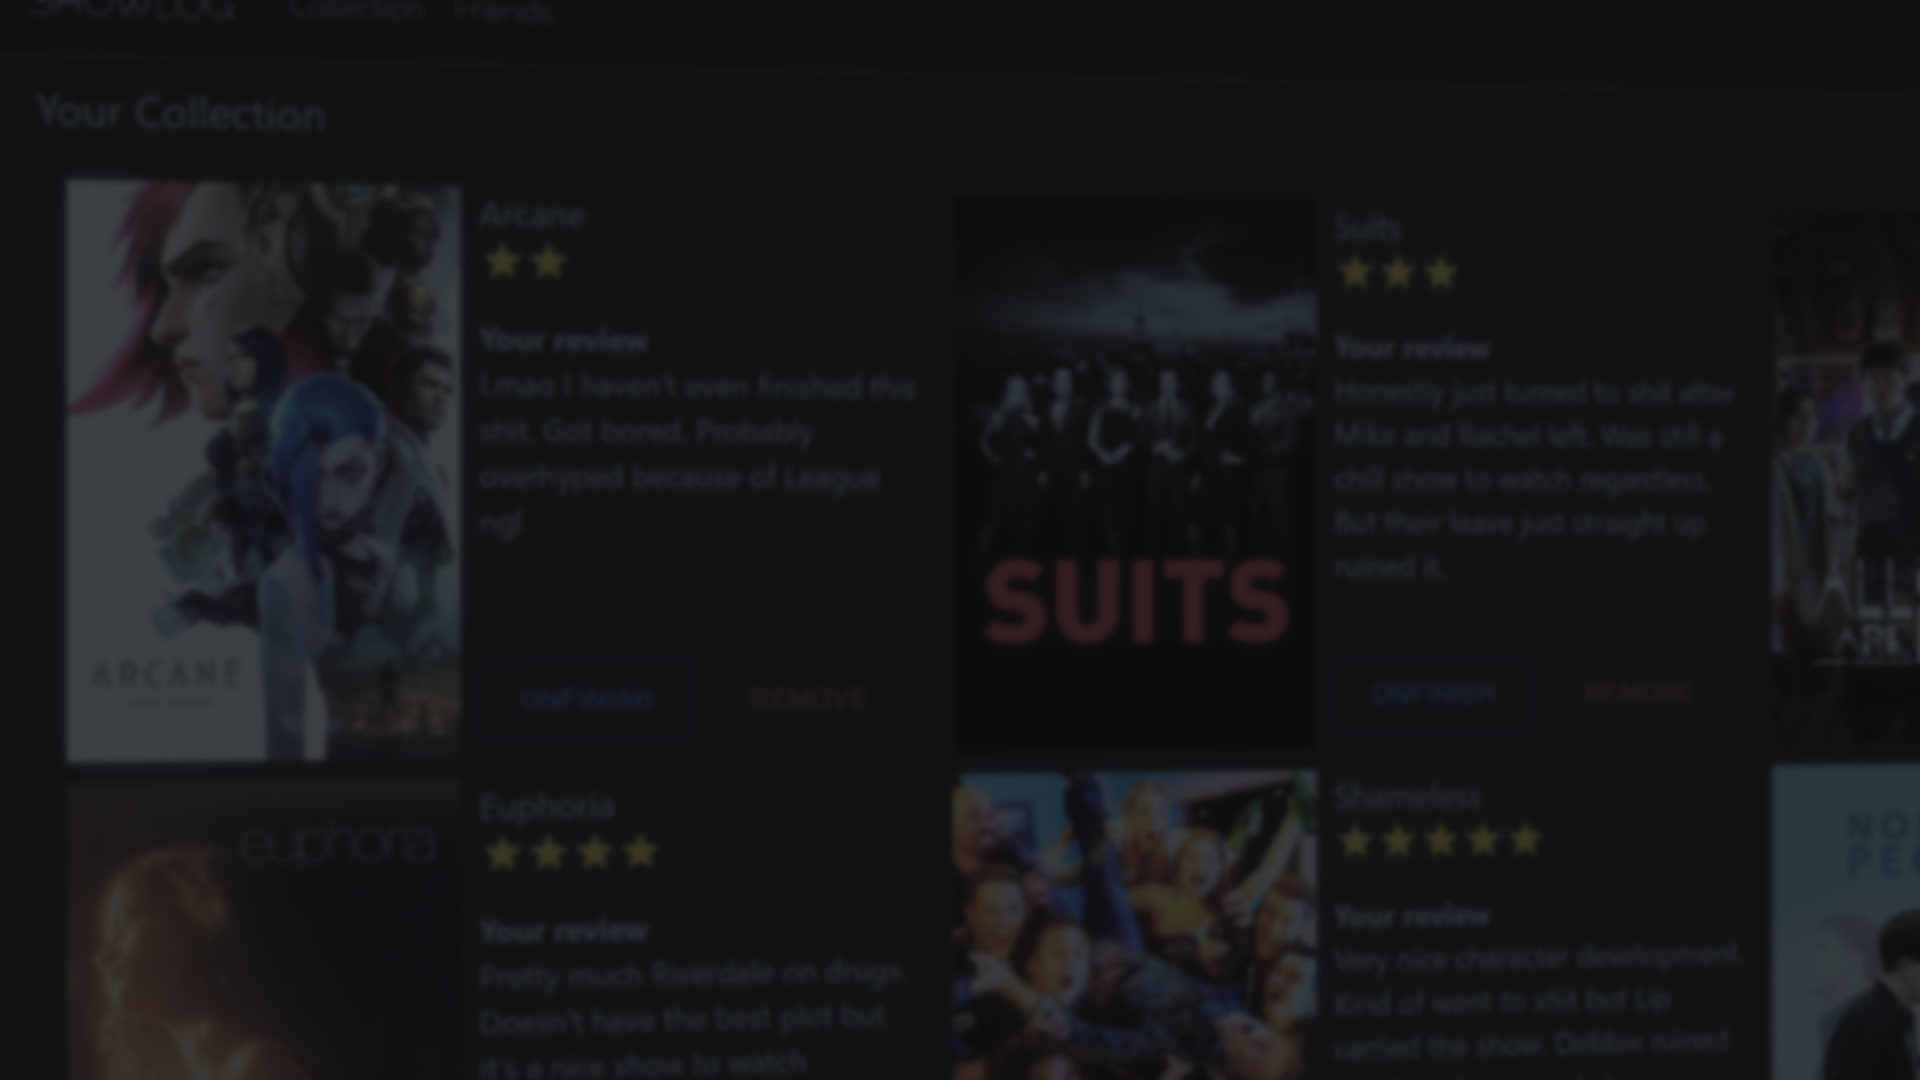 SHOWLOG
Collection
Friends
Your Collection
Arcane
Your review
Lmao I haven't even finished this
shit. Got bored. Probably
overhyped because of League
ngl
UNFINISH
REMOVE
ARCANE
Suits
Your review
Honestly just turned to shit after
Mike and Rachel left. Was still a
chill show to watch regardless.
But their leave just straight up
ruined it.
UNFINISH
REMOVE
SUITS
ALL
ARE
Euphoria
Your review
Pretty much Riverdale on drugs.
Doesn't have the best plot but
it's a nice show to watch
euphoria
Shameless
Your review
Very nice character development.
Kind of went to shit but Lip
carried the show. Debbie ruined